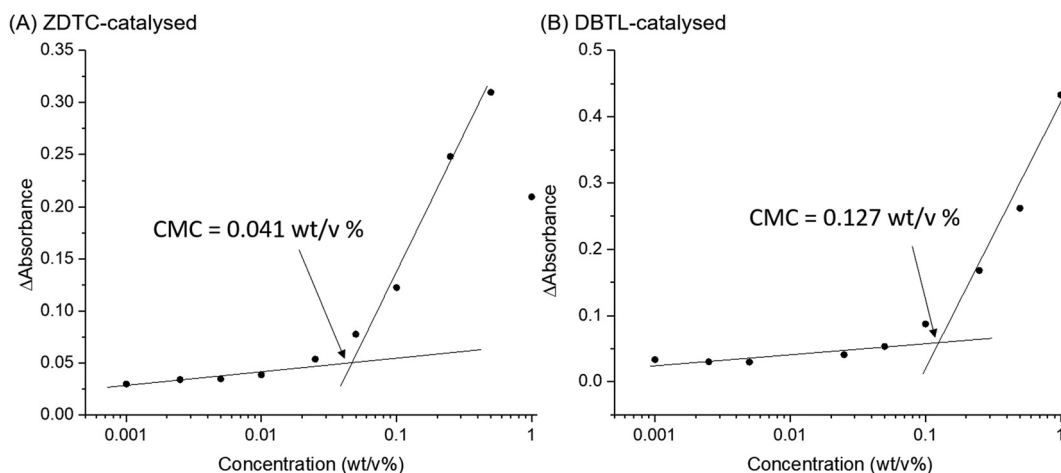 (A) ZDTC-catalysed
0.35
0.30
0.25
0.20
0.15
0.10
0.05
0.00
ΔAbsorbance
CMC = 0.041 wt/v %
0.001
0.01
0.1
1
Concentration (wt/v%)
(B) DBTL-catalysed
0.5
0.4
0.3
0.2
0.1
0.0
ΔAbsorbance
CMC = 0.127 wt/v %
0.001
0.01
0.1
1
Concentration (wt/v%)